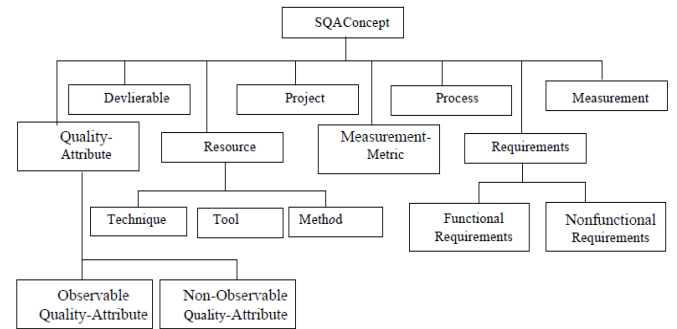 SQAConcept
Devlierable
Project
Process
Measurement
Quality-
Attribute
Resource
Measurement-
Metric
Requirements
Technique
Tool
Method
Functional
Requirements
Nonfunctional
Requirements
Observable
Quality-Attribute
Non-Observable
Quality-Attribute